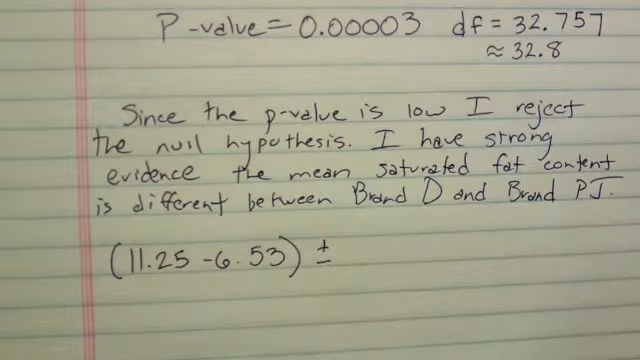 P-value = 0.00003 df = 32.757
≈ 32.8
Since the p-value is low I reject
the null hypothesis. I have strong
evidence the mean saturated fat content
is different between Brand D and Brand PJ.
(11.25 - 6.53) ±